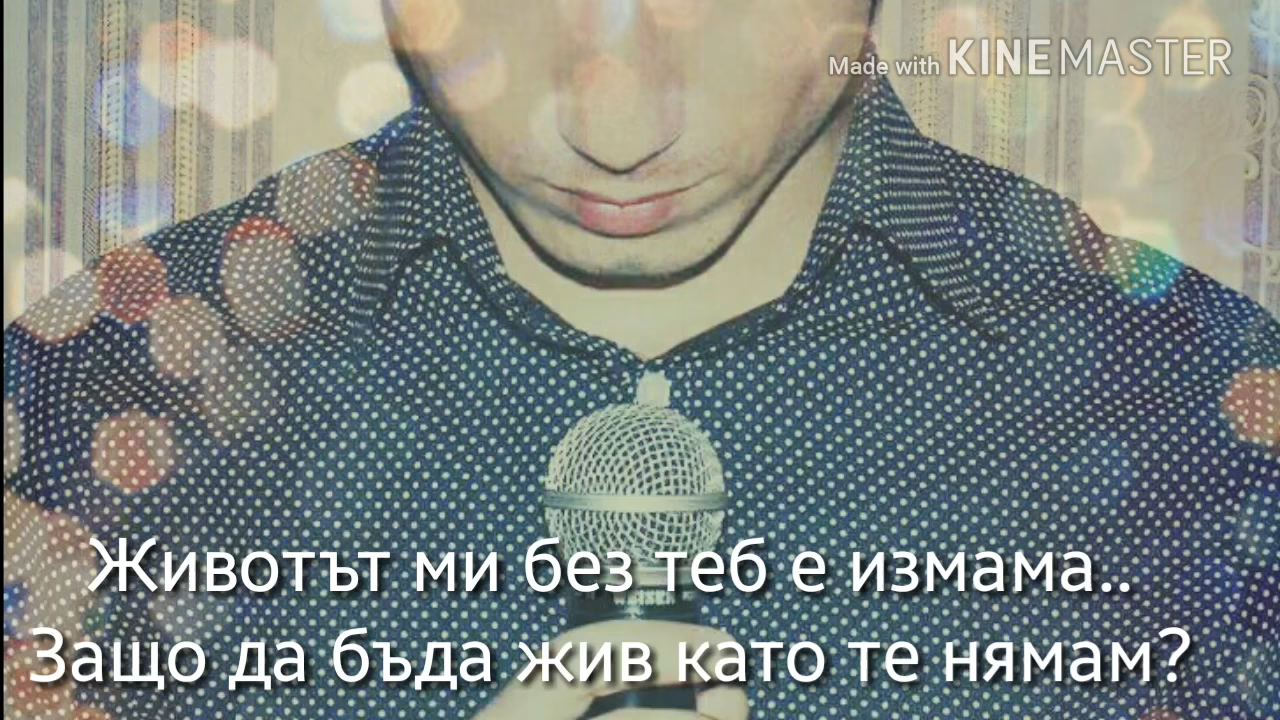 Made with KINEMASTER
Животът ми без теб е измама..
Защо да бъда жив като те нямам?